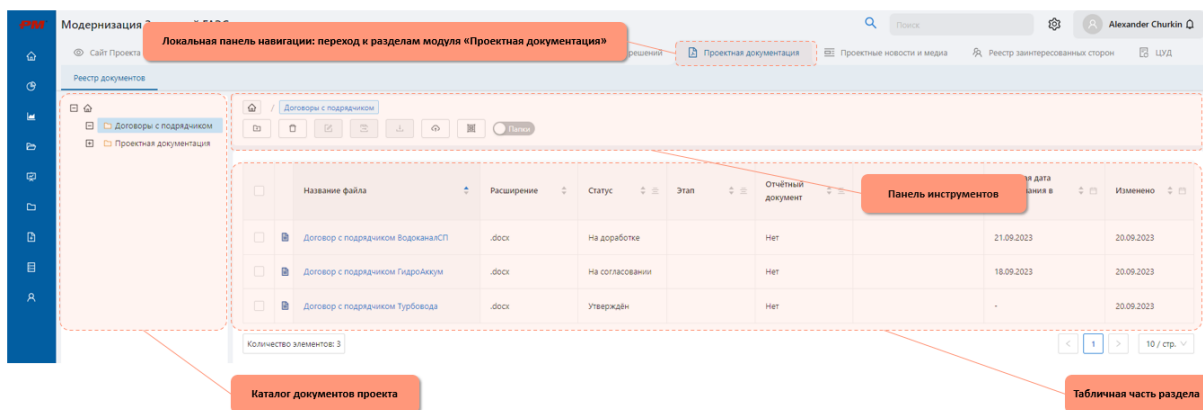 PM
Модернизация
Поиск
Alexander Churkin
Локальная панель навигации: переход к разделам модуля «Проектная документация»
Сайт Проекта
решений
Проектная документация
Проектные новости и медиа
Реестр заинтересованных сторон
ЦУД
Реестр документов
Договоры с подрядчиком
Проектная документация
/ Договоры с подрядчиком
Папки
Панель инструментов
Название файла
Расширение
Статус
Этап
Отчётный
документ
дата
в
Изменено
Договор с подрядчиком ВодоканалСП
.docx
На доработке
Нет
21.09.2023
20.09.2023
Договор с подрядчиком ГидроАккум
.docx
На согласовании
Нет
18.09.2023
20.09.2023
Договор с подрядчиком Турбовода
.docx
Утверждён
Нет
-
20.09.2023
Количество элементов: 3
< 1 >
10 / стр.
Каталог документов проекта
Табличная часть раздела